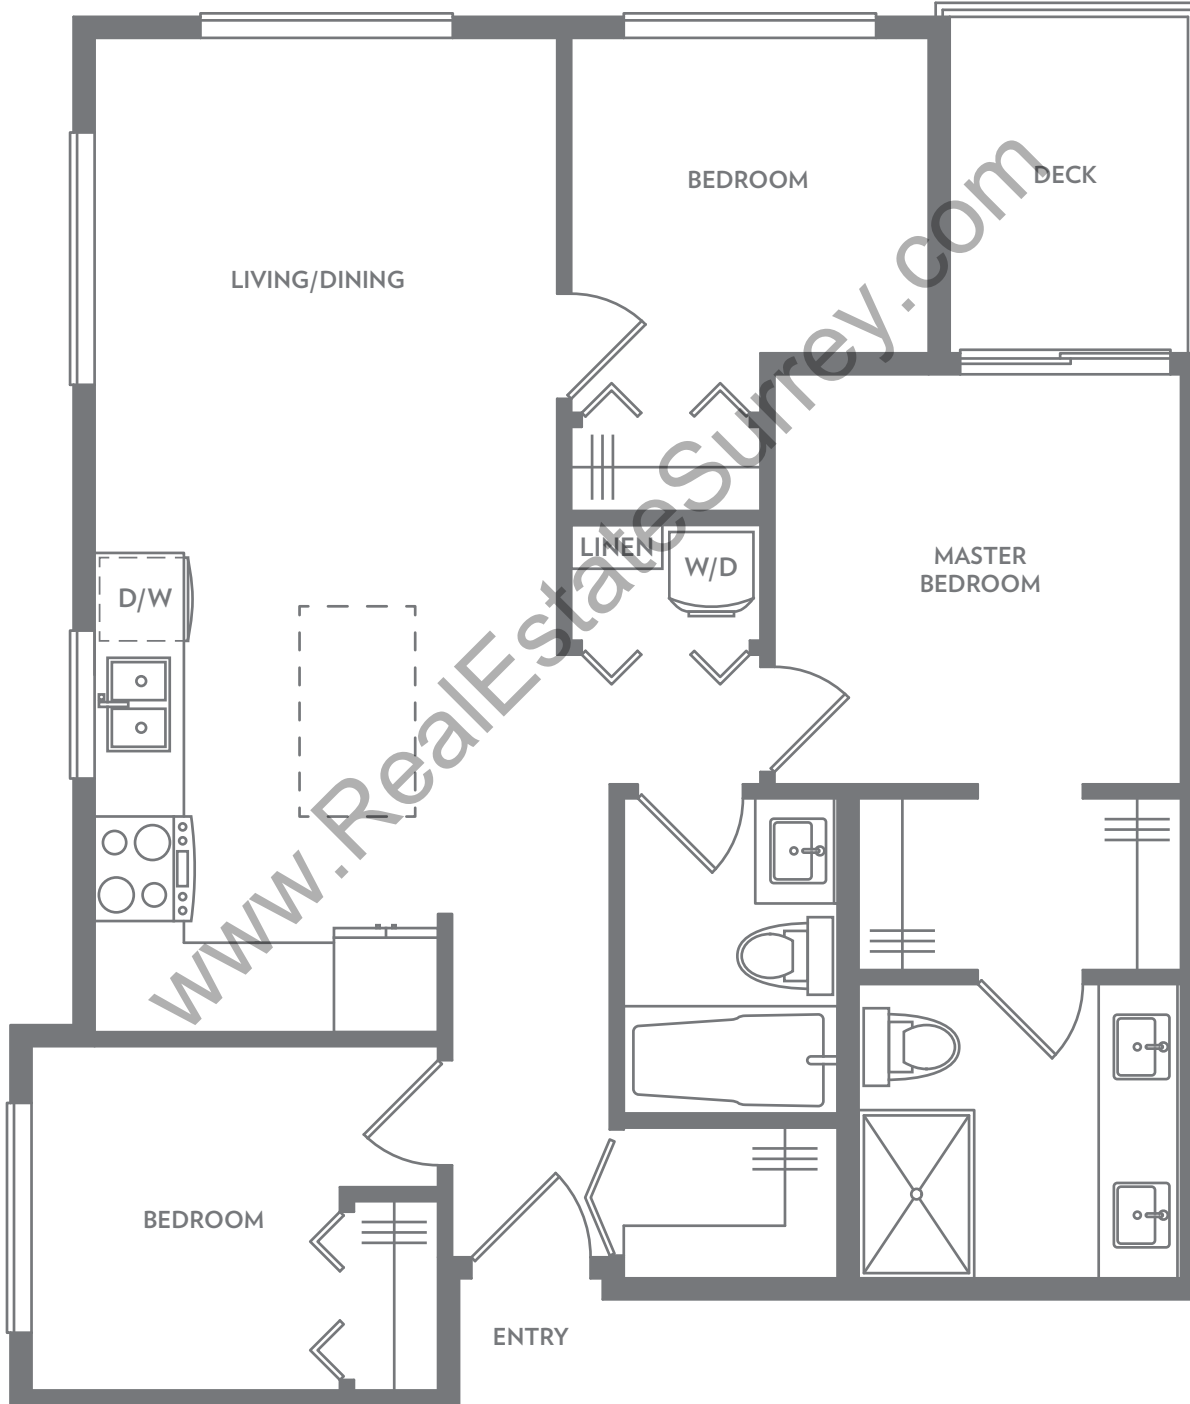 BEDROOM
DECK
LIVING/DINING
LINEN
W/D
MASTER
BEDROOM
D/W
www.RealEstateSurrey.com
BEDROOM
ENTRY